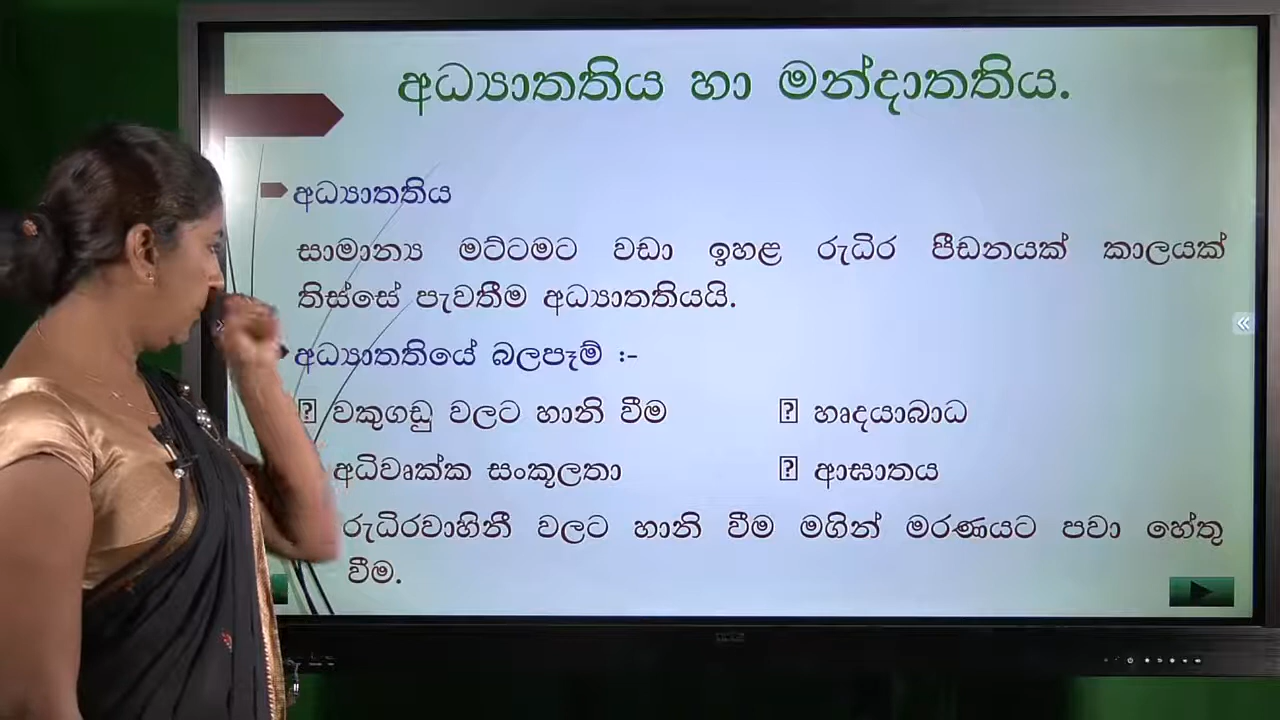 අධ්‍යාතතිය හා මන්දාතතිය.
අධ්‍යාතතිය
සාමාන්‍ය මට්ටමට වඩා ඉහළ රුධිර පීඩනයක් කාලයක්
තිස්සේ පැවතීම අධ්‍යාතතියයි.
අධ්‍යාතතියේ බලපෑම් :-
වකුගඩු වලට හානි වීම
හෘදයාබාධ
අධිවෘක්ක සංකූලතා
ආඝාතය
රුධිරවාහිනී වලට හානි වීම මගින් මරණයට පවා හේතු
වීම.